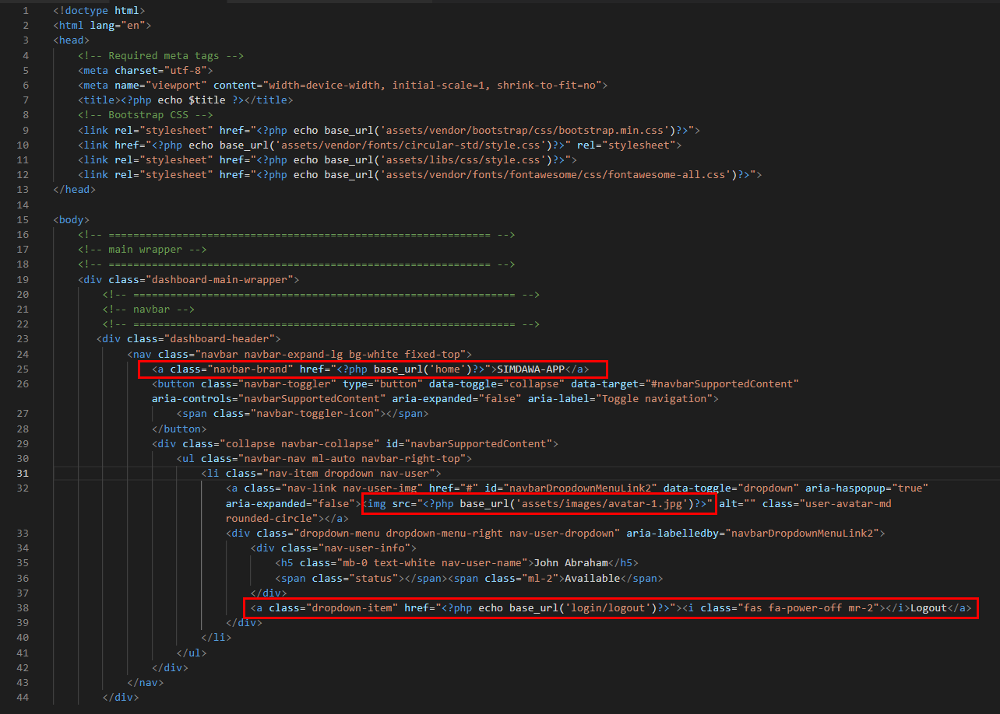 1 <!doctype html>
2 <html lang="en">
3 <head>
4 <!-- Required meta tags -->
5 <meta charset="utf-8">
6 <meta name="viewport" content="width=device-width, initial-scale=1, shrink-to-fit=no">
7 <title><?php echo $title ?></title>
8 <!-- Bootstrap CSS -->
9 <link rel="stylesheet" href="<?php echo base_url('assets/vendor/bootstrap/css/bootstrap.min.css')?>">
10 <link href="<?php echo base_url('assets/vendor/fonts/circular-std/style.css')?>" rel="stylesheet">
11 <link rel="stylesheet" href="<?php echo base_url('assets/libs/css/style.css')?>">
12 <link rel="stylesheet" href="<?php echo base_url('assets/vendor/fonts/fontawesome/css/fontawesome-all.css')?>">
13 </head>
14
15 <body>
16 <!-- ============================================================== -->
17 <!-- main wrapper -->
18 <!-- ============================================================== -->
19 <div class="dashboard-main-wrapper">
20 <!-- ============================================================== -->
21 <!-- navbar -->
22 <!-- ============================================================== -->
23 <div class="dashboard-header">
24 <nav class="navbar navbar-expand-lg bg-white fixed-top">
25 <a class="navbar-brand" href="<?php base_url('home')?>">SIMDAWA-APP</a>
26 <button class="navbar-toggler" type="button" data-toggle="collapse" data-target="#navbarSupportedContent"
aria-controls="navbarSupportedContent" aria-expanded="false" aria-label="Toggle navigation">
27 <span class="navbar-toggler-icon"></span>
28 </button>
29 <div class="collapse navbar-collapse" id="navbarSupportedContent">
30 <ul class="navbar-nav ml-auto navbar-right-top">
31 <li class="nav-item dropdown nav-user">
32 <a class="nav-link nav-user-img" href="#" id="navbarDropdownMenuLink2" data-toggle="dropdown" aria-haspopup="true"
aria-expanded="false"><img src="<?php base_url('assets/images/avatar-1.jpg')?>" alt="" class="user-avatar-md
rounded-circle"></a>
33 <div class="dropdown-menu dropdown-menu-right nav-user-dropdown" aria-labelledby="navbarDropdownMenuLink2">
34 <div class="nav-user-info">
35 <h5 class="mb-0 text-white nav-user-name">John Abraham</h5>
36 <span class="status"></span><span class="ml-2">Available</span>
37 </div>
38 <a class="dropdown-item" href="<?php echo base_url('login/logout')?>"><i class="fas fa-power-off mr-2"></i>Logout</a>
39 </div>
40 </li>
41 </ul>
42 </div>
43 </nav>
44 </div>